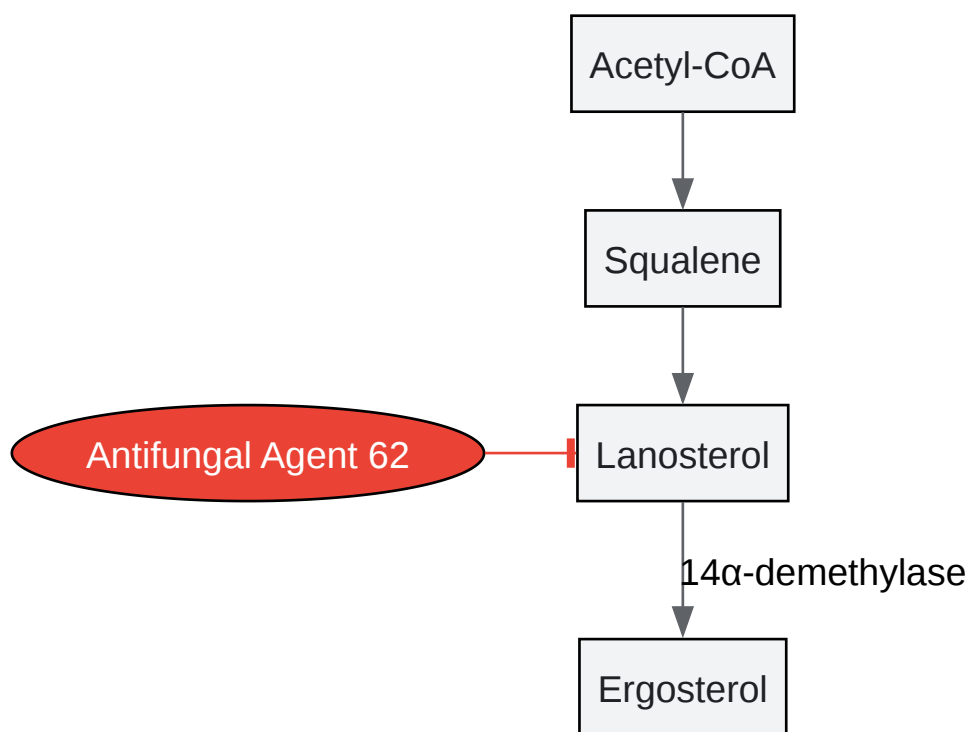 Acetyl-CoA
Squalene
Antifungal Agent 62
Lanosterol
14α-demethylase
Ergosterol